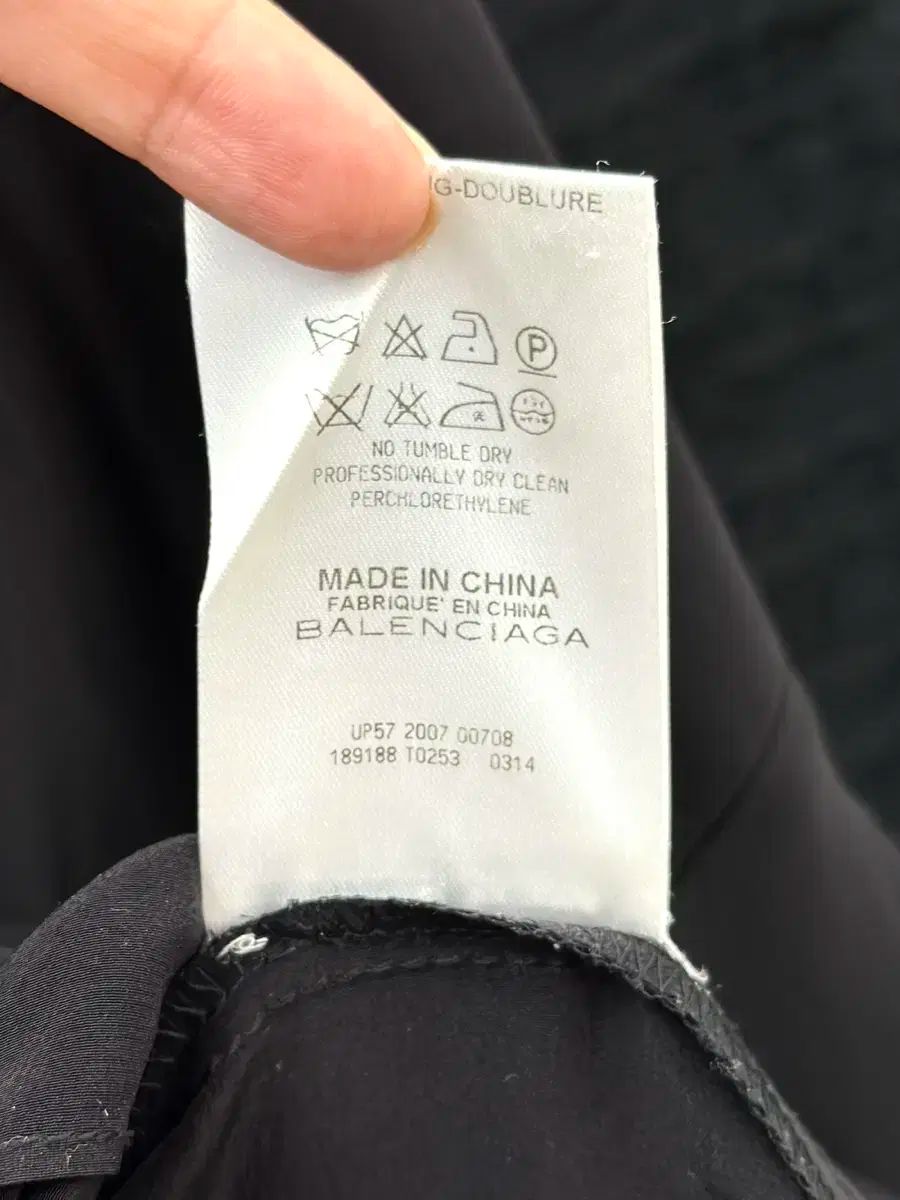 G-DOUBLURE
P
NO TUMBLE DRY
PROFESSIONALLY DRY CLEAN
PERCHLORETHYLENE
MADE IN CHINA
FABRIQUE' EN CHINA
BALENCIAGA
UP57 2007 00708
189188 T0253 0314